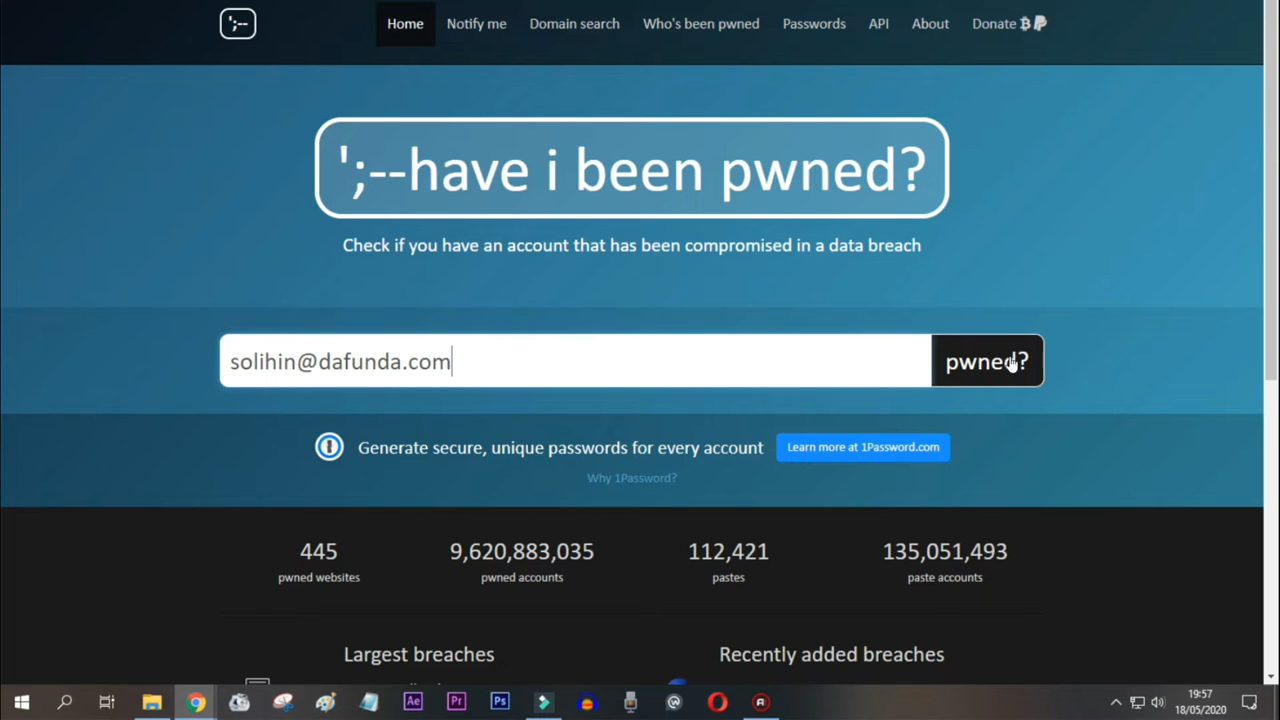 ';--
Home
Notify me
Domain search
Who's been pwned
Passwords
API
About
Donate
';--have i been pwned?
Check if you have an account that has been compromised in a data breach
solihin@dafunda.com
pwned?
Generate secure, unique passwords for every account
Learn more at 1Password.com
Why 1Password?
445
pwned websites
9,620,883,035
pwned accounts
112,421
pastes
135,051,493
paste accounts
Largest breaches
Recently added breaches
Ae
Pr
Ps
19:57
18/05/2020